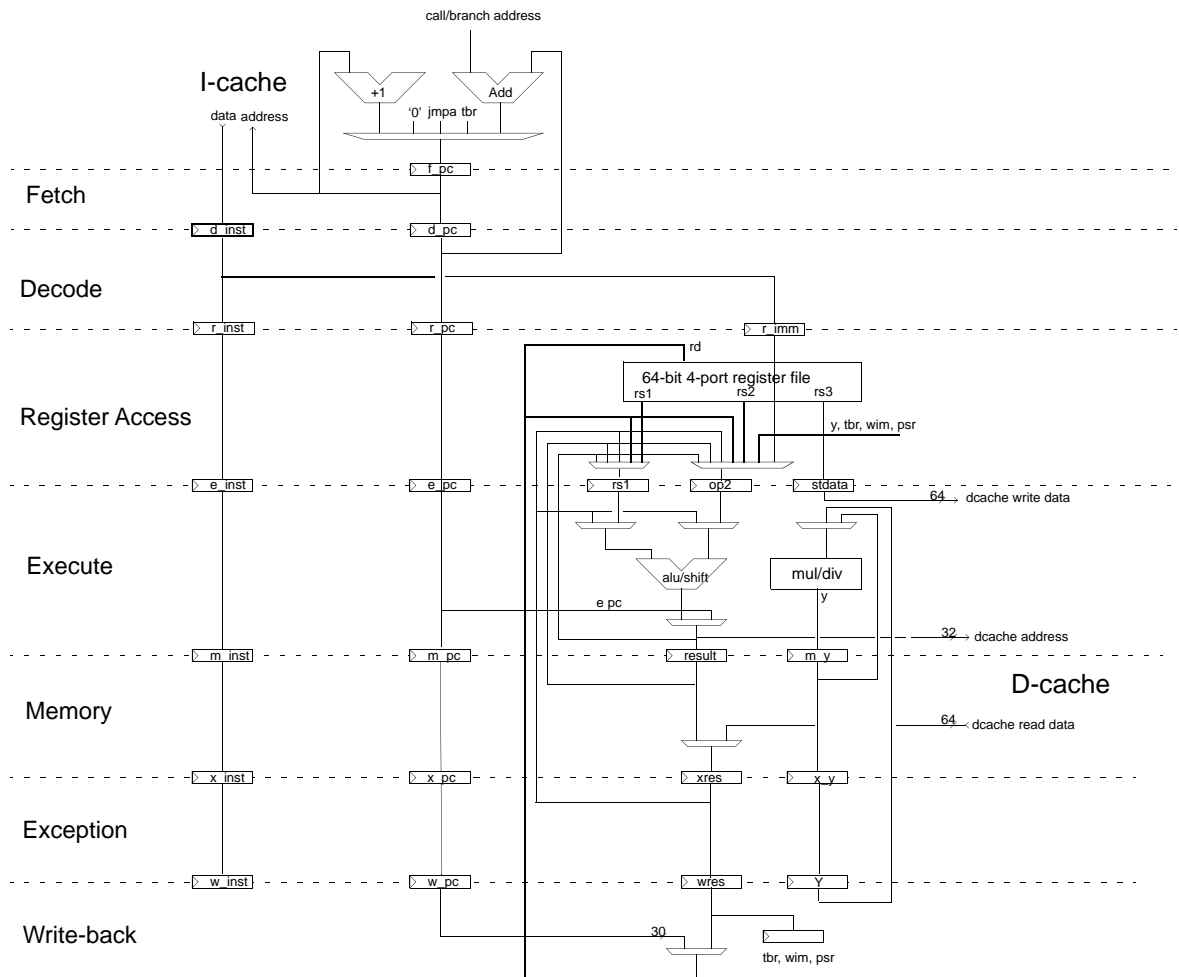 call/branch address
I-cache
+1
Add
data address
'0' jmpa tbr
f_pc
Fetch
d_inst
d_pc
Decode
r_inst
r_pc
r_imm
rd
64-bit 4-port register file
rs1
rs2
rs3
Register Access
y, tbr, wim, psr
e_inst
e_pc
rs1
op2
stdata
64
dcache write data
Execute
alu/shift
mul/div
y
e pc
32
dcache address
m_inst
m_pc
result
m_y
D-cache
Memory
64
dcache read data
x_inst
x_pc
xres
x_y
Exception
w_inst
w_pc
wres
Y
Write-back
30
tbr, wim, psr